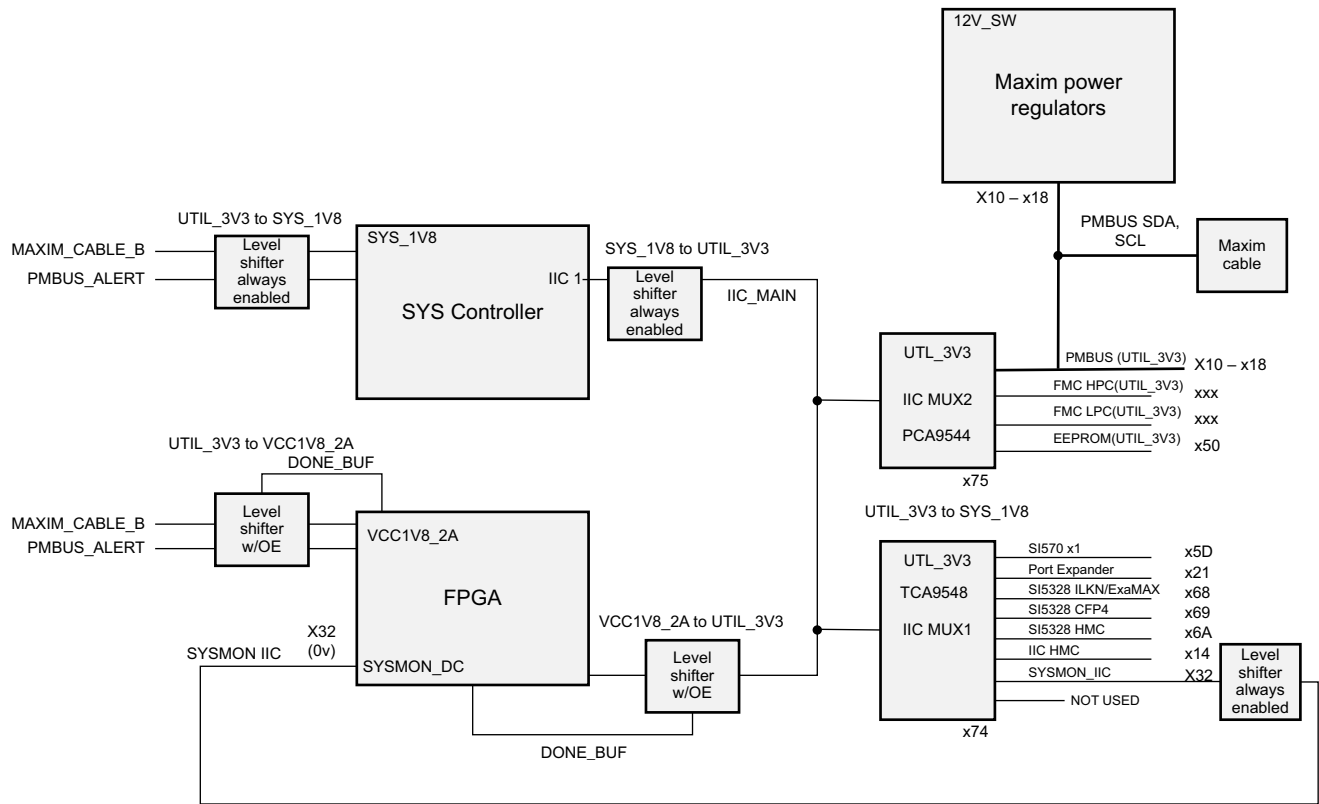 12V_SW
Maxim power
regulators
X10 – x18
PMBUS SDA,
SCL
Maxim
cable
UTIL_3V3 to SYS_1V8
MAXIM_CABLE_B
PMBUS_ALERT
Level
shifter
always
enabled
SYS_1V8
IIC 1
SYS Controller
SYS_1V8 to UTIL_3V3
Level
shifter
always
enabled
IIC_MAIN
UTL_3V3
IIC MUX2
PCA9544
x75
PMBUS (UTIL_3V3)
X10 – x18
FMC HPC(UTIL_3V3)
xxx
FMC LPC(UTIL_3V3)
xxx
EEPROM(UTIL_3V3)
x50
UTIL_3V3 to VCC1V8_2A
DONE_BUF
MAXIM_CABLE_B
PMBUS_ALERT
Level
shifter
w/OE
VCC1V8_2A
FPGA
SYSMON_DC
X32
(0v)
SYSMON IIC
VCC1V8_2A to UTIL_3V3
Level
shifter
w/OE
DONE_BUF
UTIL_3V3 to SYS_1V8
UTL_3V3
TCA9548
IIC MUX1
x74
SI570 x1
x5D
Port Expander
x21
SI5328 ILKN/ExaMAX
x68
SI5328 CFP4
x69
SI5328 HMC
x6A
IIC HMC
x14
SYSMON_IIC
X32
NOT USED
Level
shifter
always
enabled